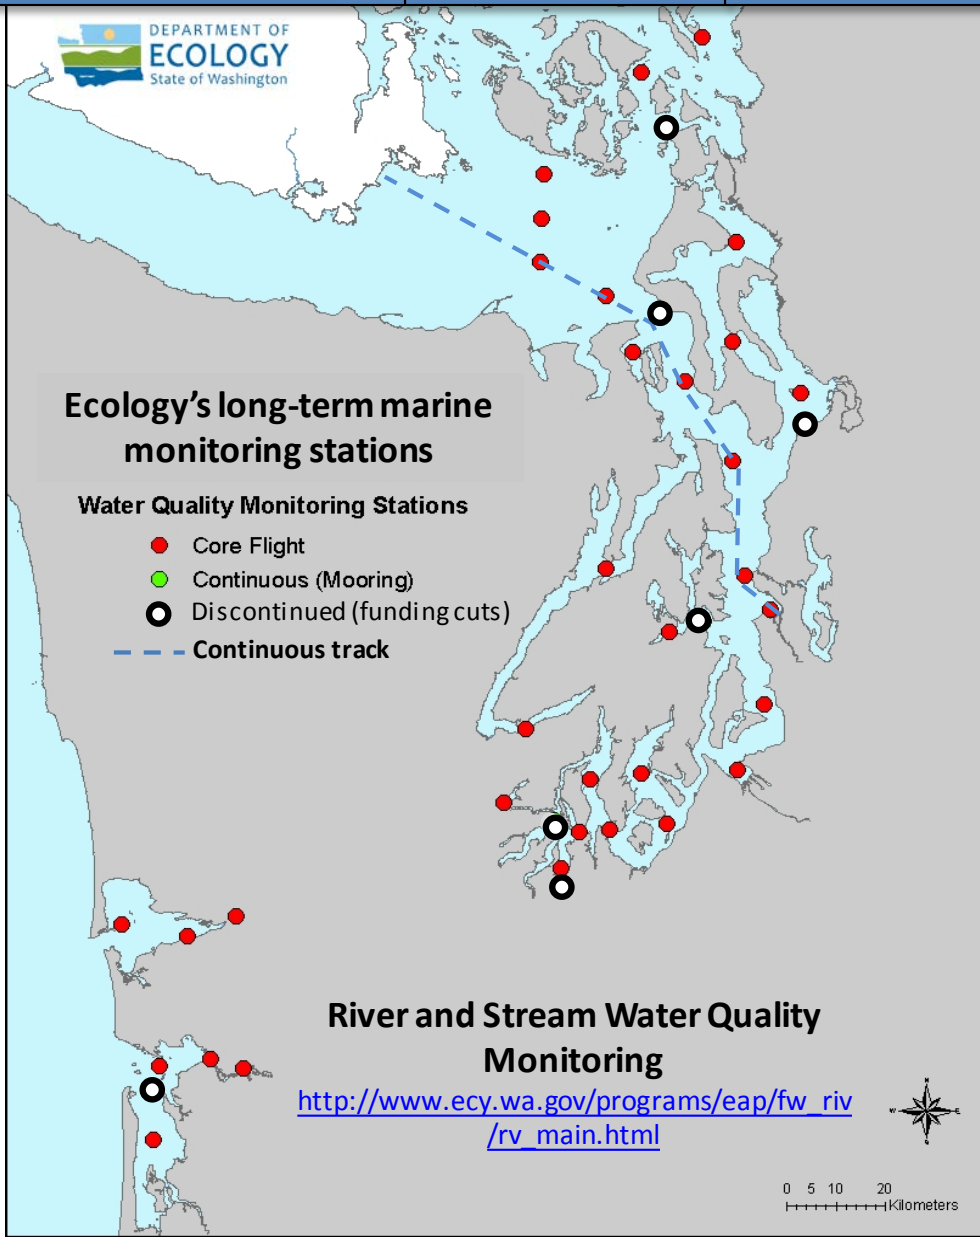 DEPARTMENT OF
ECOLOGY
State of Washington
Ecology's long-term marine
monitoring stations
Water Quality Monitoring Stations
Core Flight
Continuous (Mooring)
Discontinued (funding cuts)
Continuous track
River and Stream Water Quality
Monitoring
http://www.ecy.wa.gov/programs/eap/fw_riv
/rv_main.html
N
W E
S
0 5 10 20
Kilometers